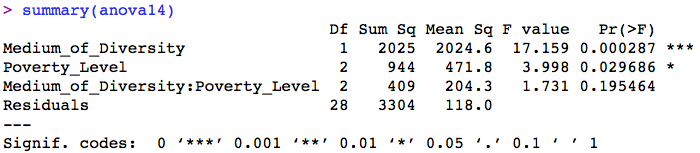 > summary(anova14)
                                 Df Sum Sq Mean Sq F value   Pr(>F)
Medium_of_Diversity               1   2025  2024.6  17.159 0.000287 ***
Poverty_Level                     2    944   471.8   3.998 0.029686 *
Medium_of_Diversity:Poverty_Level 2    409   204.3   1.731 0.195464
Residuals                        28   3304   118.0
---
Signif. codes:  0 ‘***’ 0.001 ‘**’ 0.01 ‘*’ 0.05 ‘.’ 0.1 ‘ ’ 1